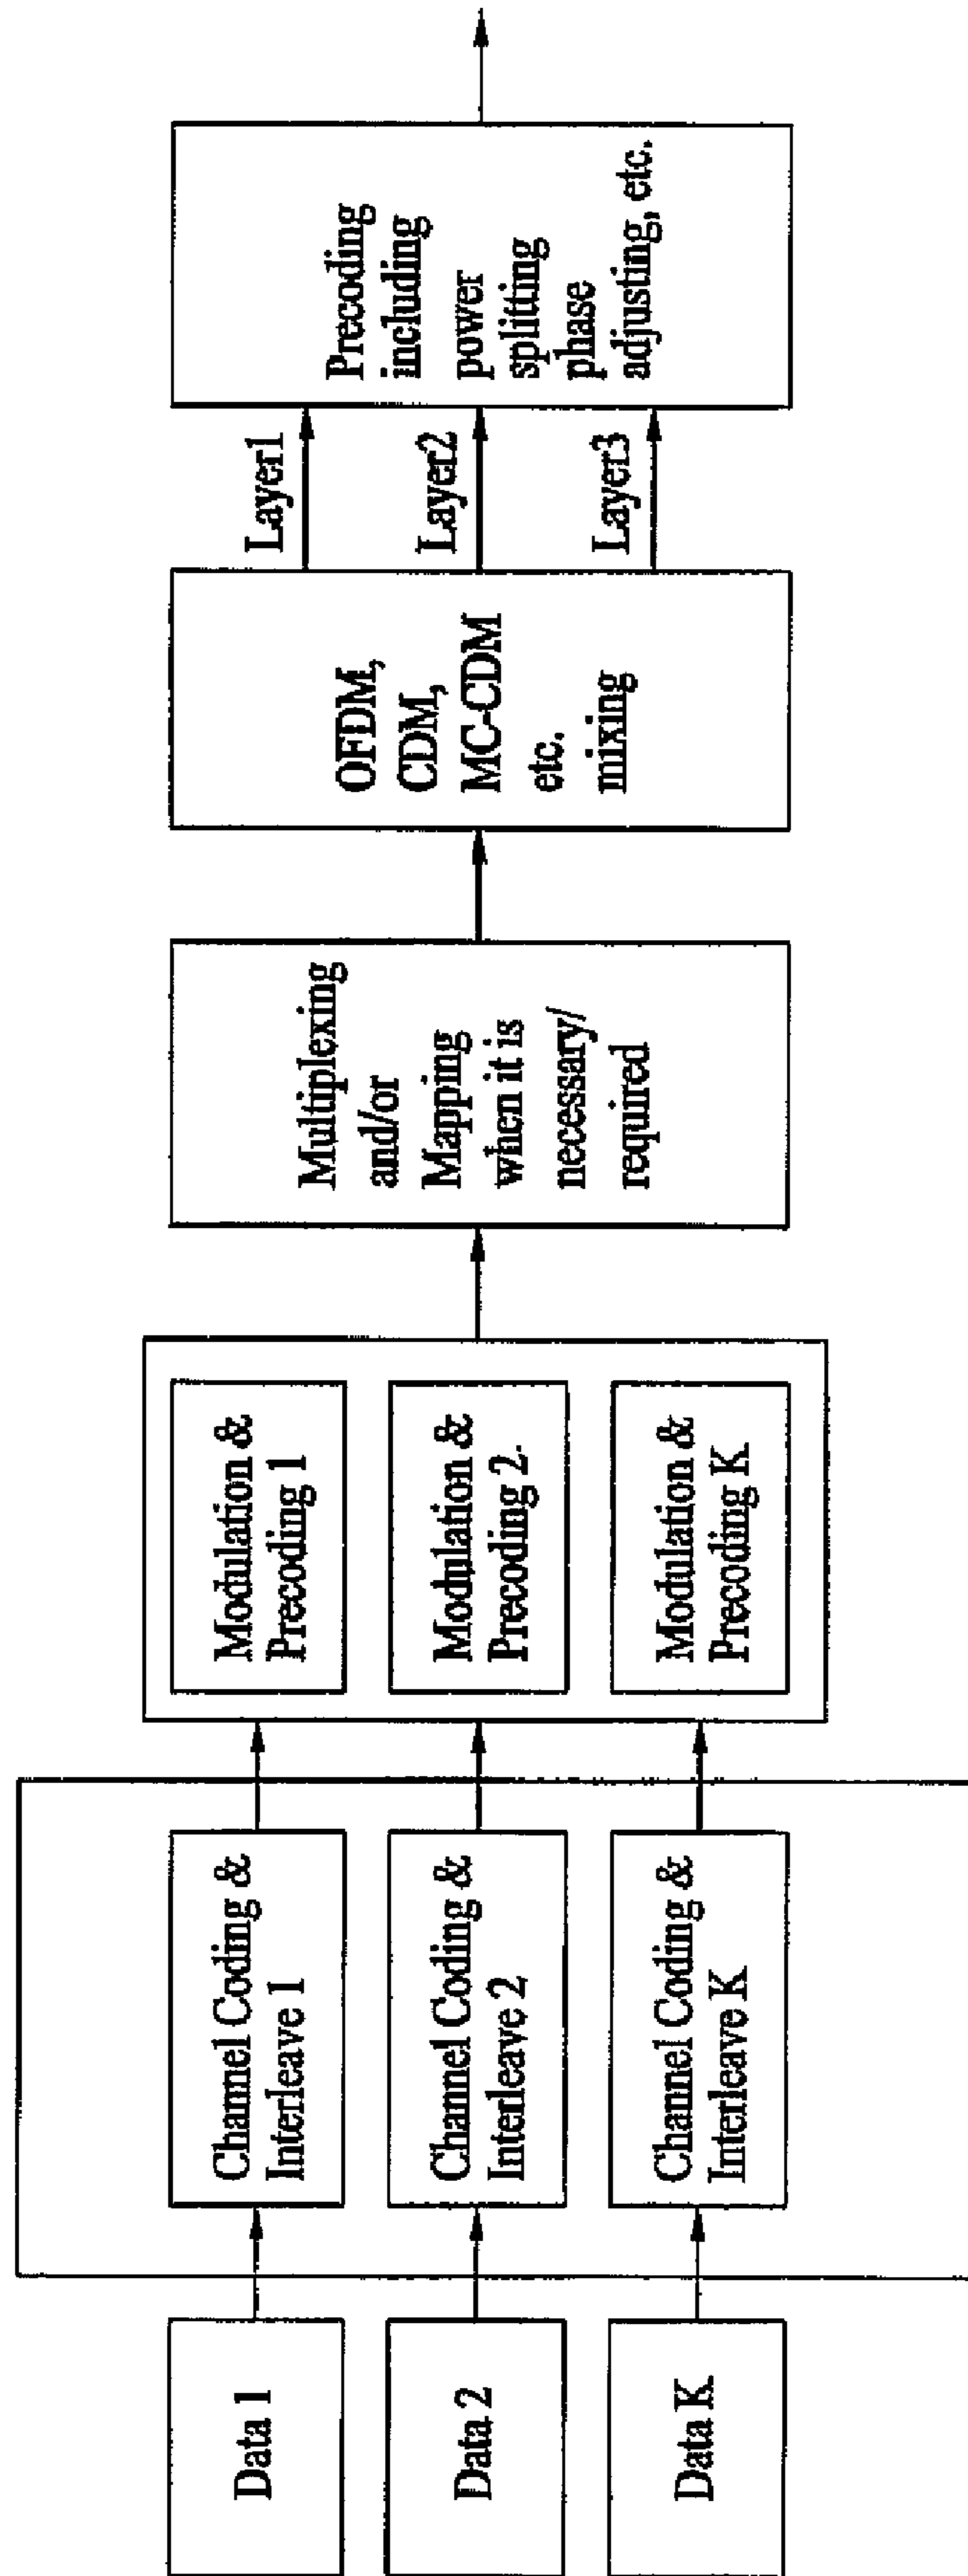 Data 1
Data 2
Data K
Channel Coding &
Interleave 1
Channel Coding &
Interleave 2
Channel Coding &
Interleave K
Modulation &
Precoding 1
Modulation &
Precoding 2
Modulation &
Precoding K
Multiplexing
and/or
Mapping
when it is
necessary/
required
OFDM,
CDM,
MC-CDM
etc.
mixing
Layer1
Layer2
Layer3
Precoding
including
power
splitting
phase
adjusting, etc.